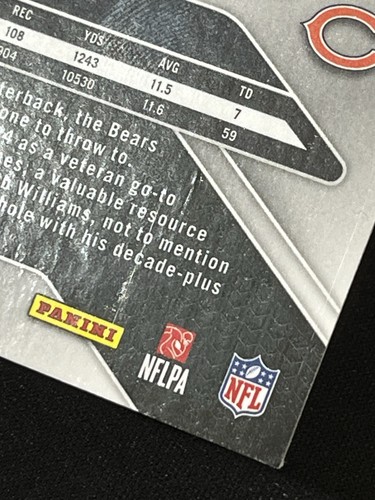 REC YDS AVG TD
108 1243 11.5 7
904 10530 11.6 59
terback, the Bears
one to throw to.
4 as a veteran go-to
es, a valuable resource
Williams, not to mention
hole with his decade-plus
PANINI
NFLPA
NFL
C